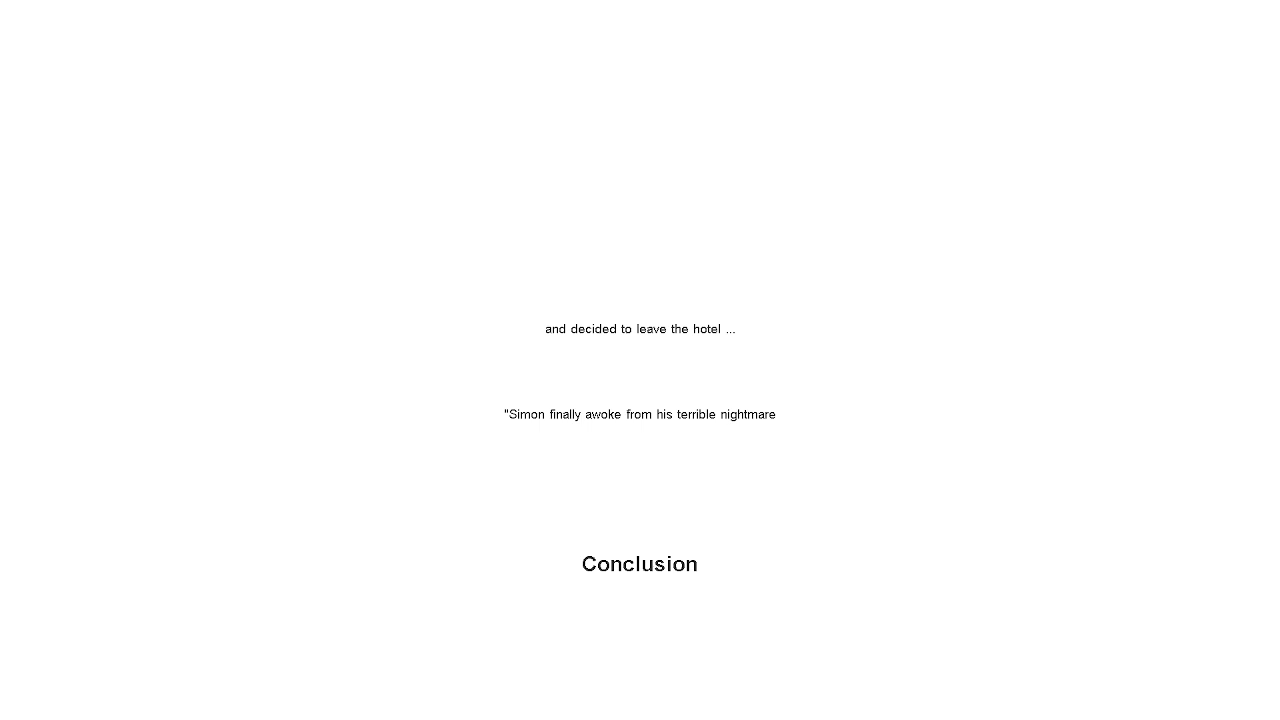 and decided to leave the hotel ...
"Simon finally awoke from his terrible nightmare
Conclusion